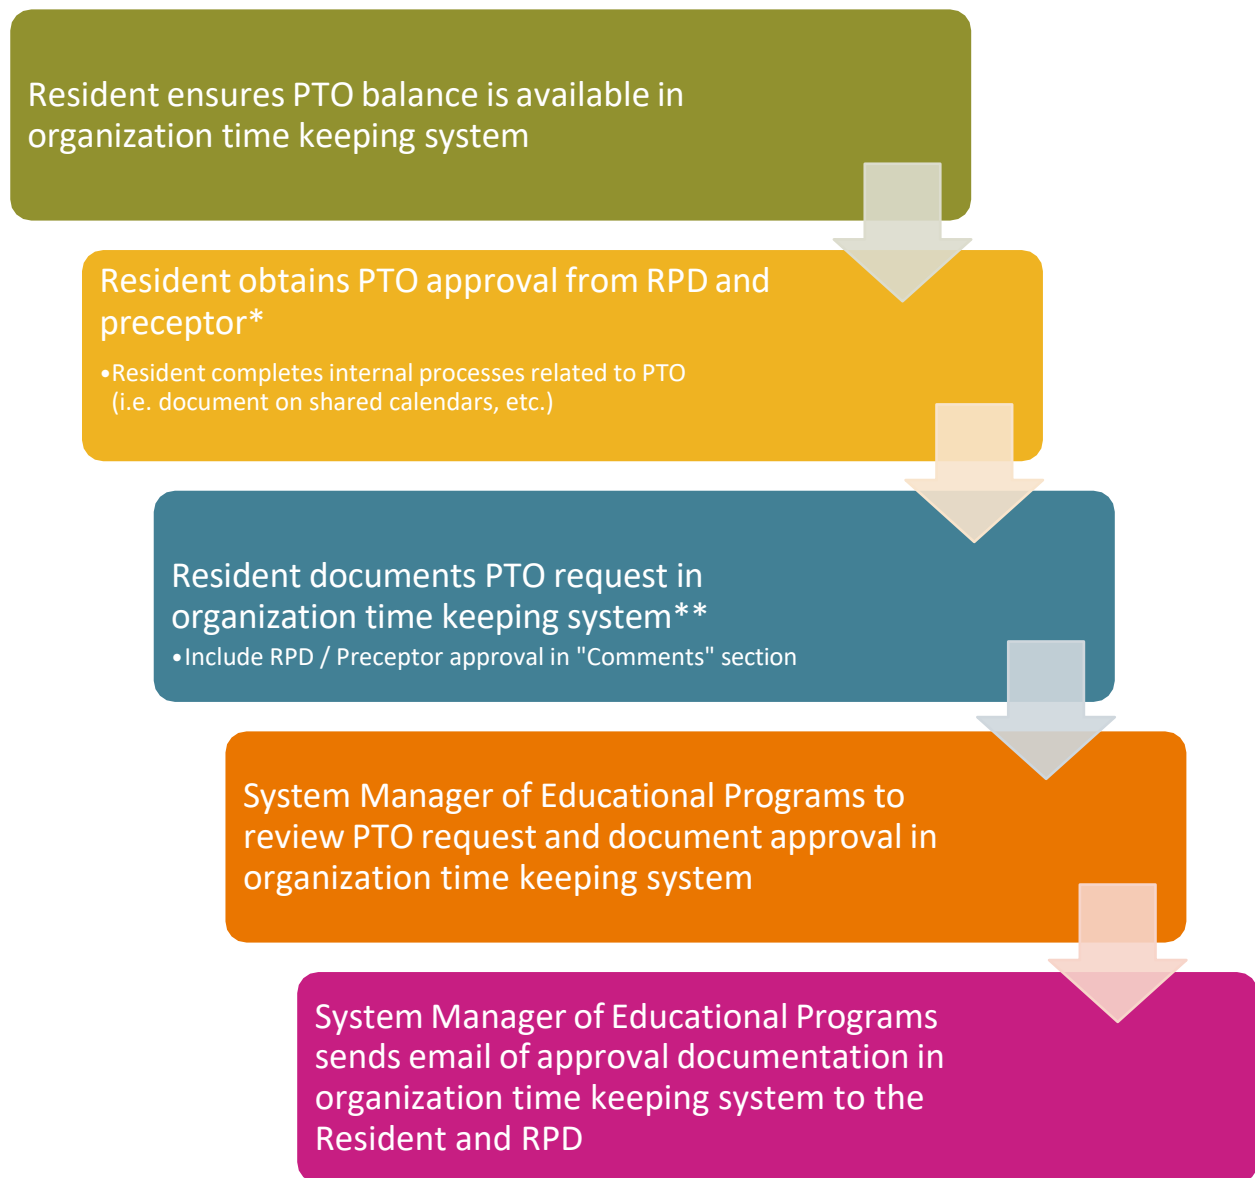 Resident ensures PTO balance is available in
organization time keeping system
Resident obtains PTO approval from RPD and
preceptor*
•Resident completes internal processes related to PTO
(i.e. document on shared calendars, etc.)
Resident documents PTO request in
organization time keeping system**
•Include RPD / Preceptor approval in "Comments" section
System Manager of Educational Programs to
review PTO request and document approval in
organization time keeping system
System Manager of Educational Programs
sends email of approval documentation in
organization time keeping system to the
Resident and RPD